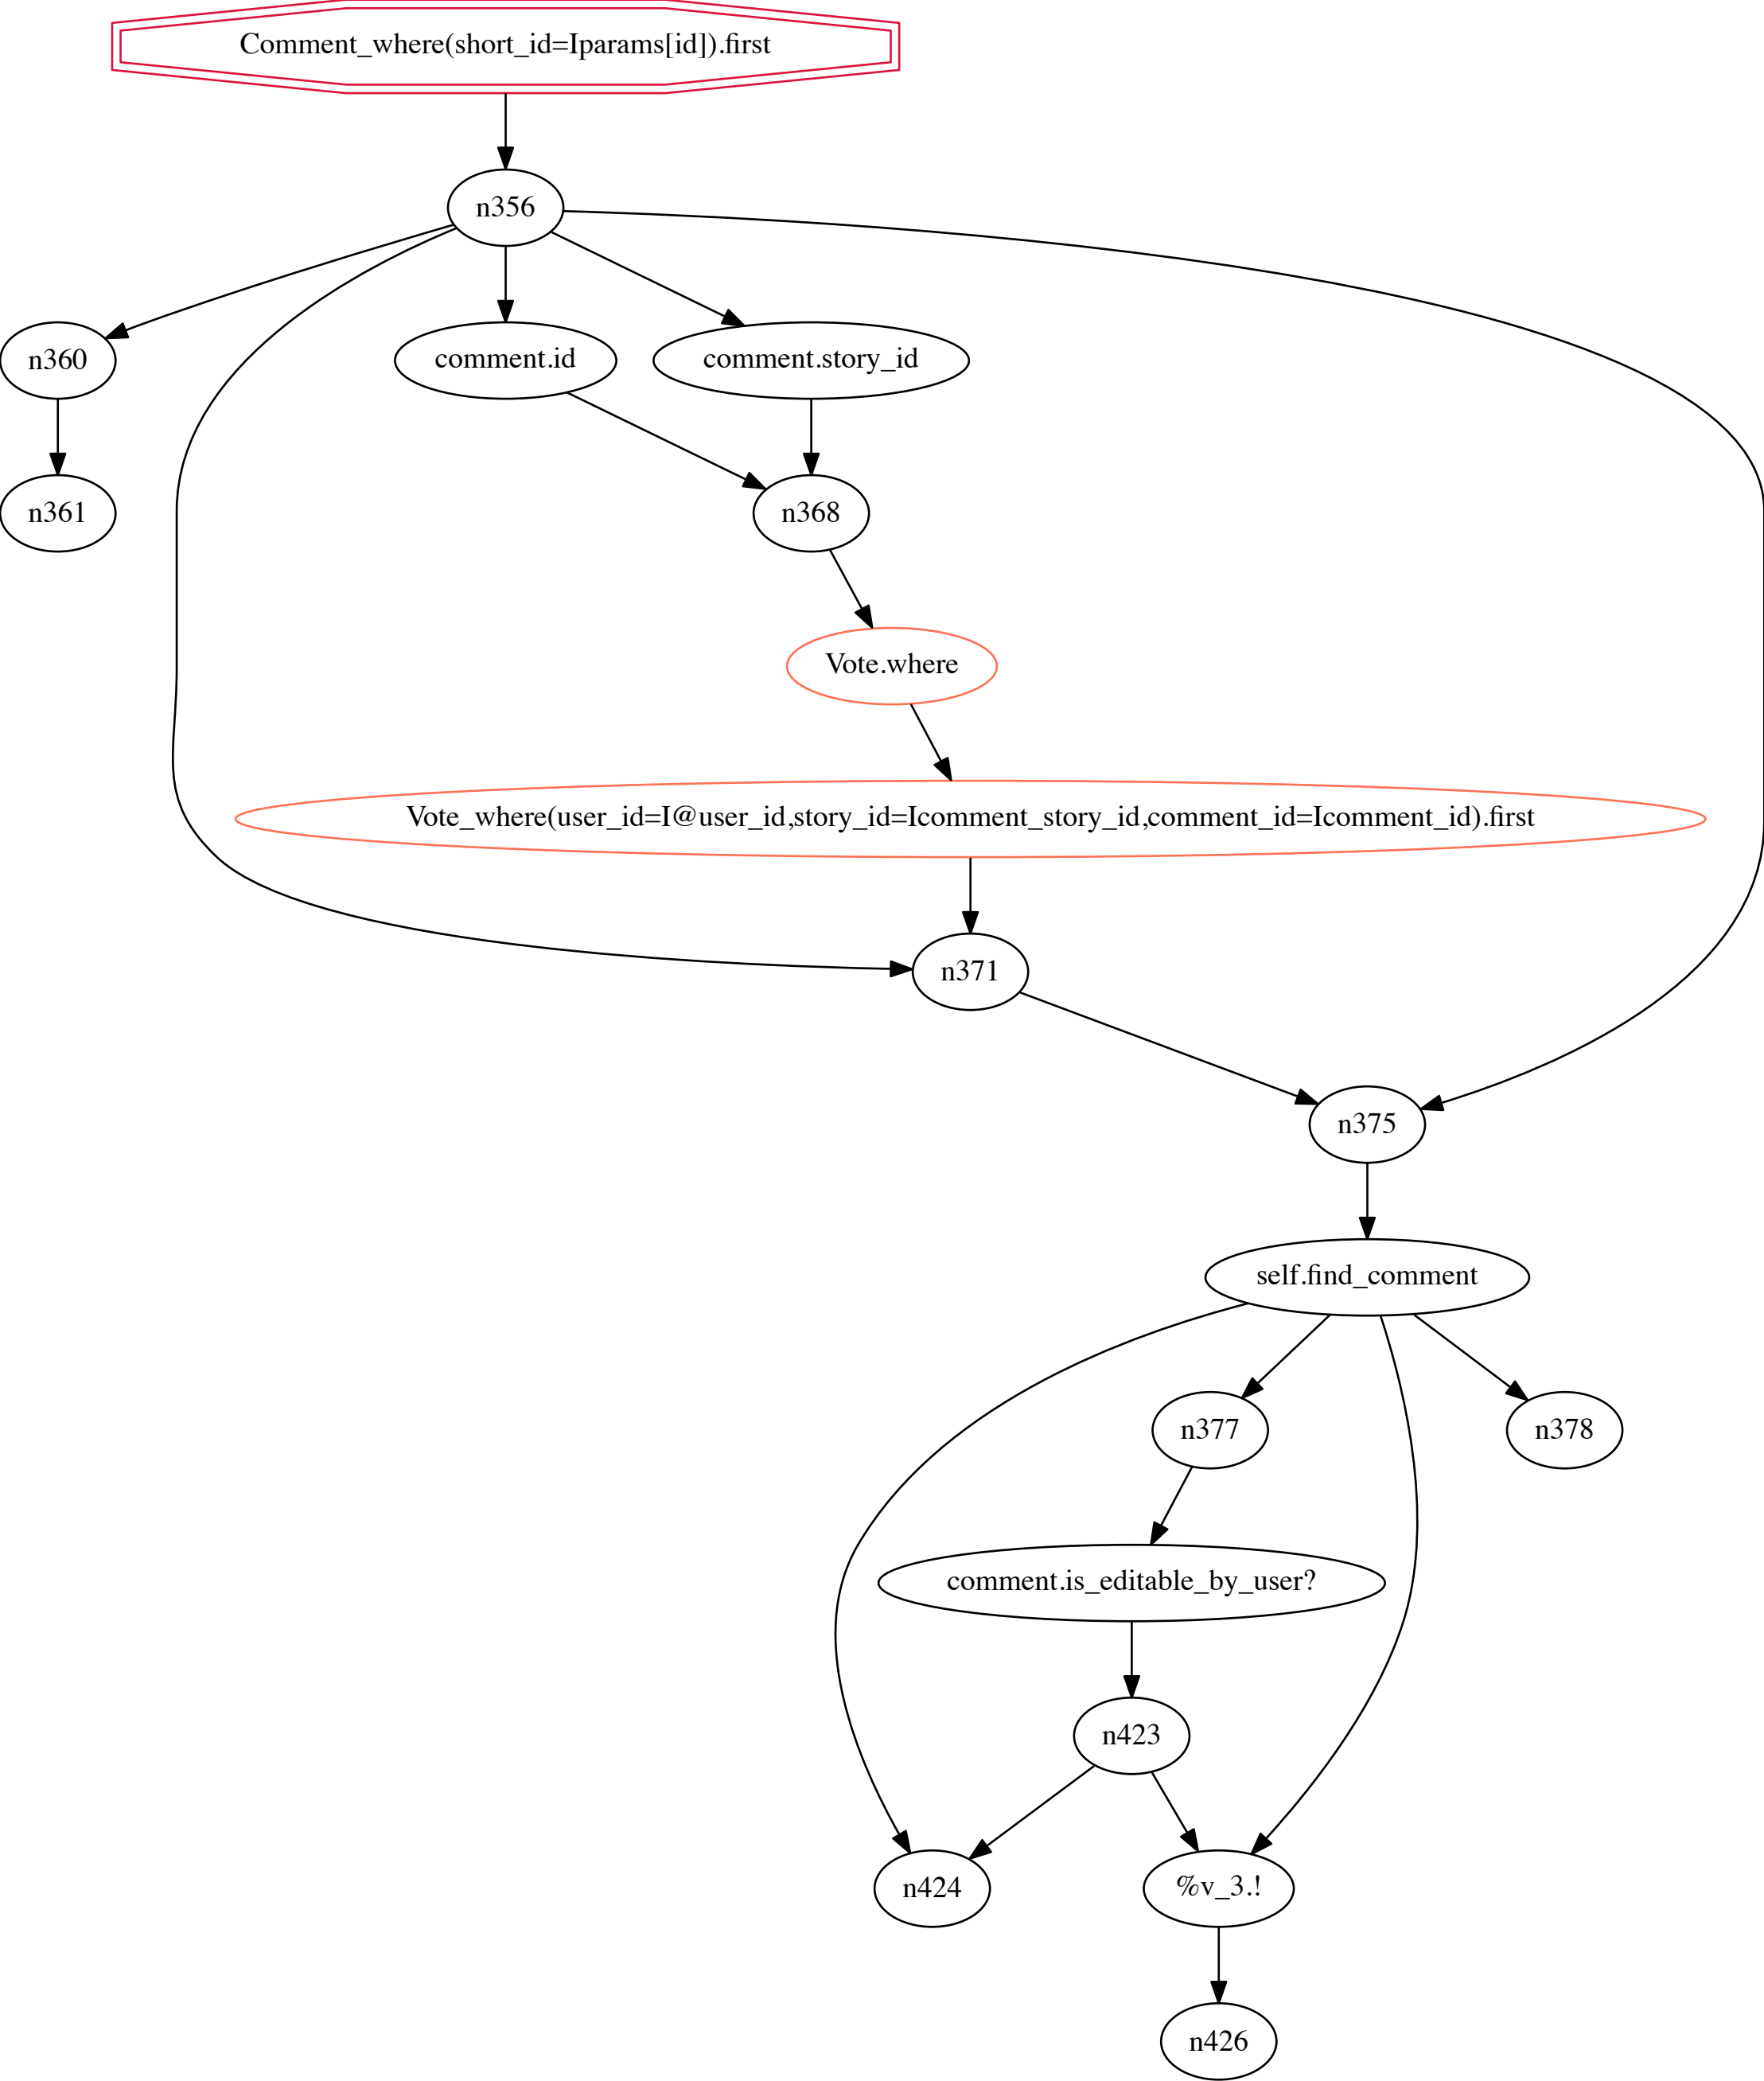 Comment_where(short_id=Iparams[id]).first
n356
n360
comment.id
comment.story_id
n361
n368
Vote.where
Vote_where(user_id=I@user_id,story_id=Icomment_story_id,comment_id=Icomment_id).first
n371
n375
self.find_comment
n377
n378
comment.is_editable_by_user?
n423
n424
%v_3.!
n426